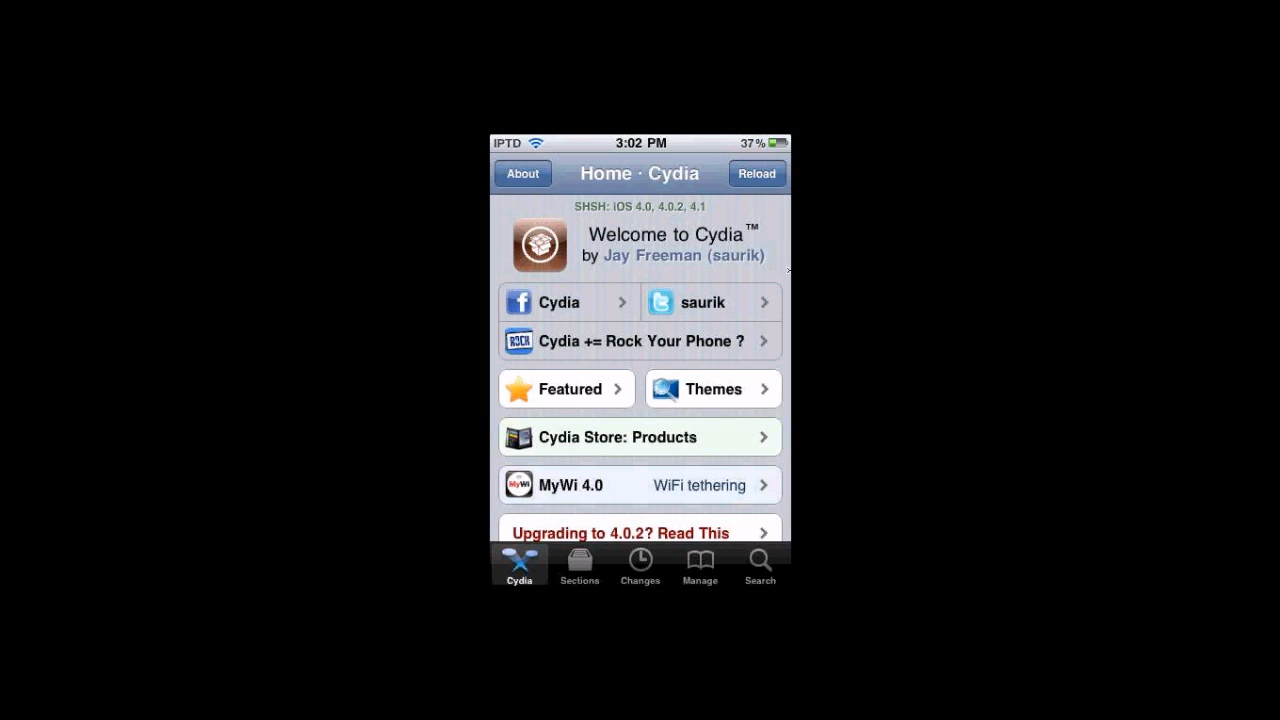 IPTD 3:02 PM 37%
About Home · Cydia Reload
SHSH: iOS 4.0, 4.0.2, 4.1
Welcome to Cydia™
by Jay Freeman (saurik)
Cydia saurik
ROCK Cydia += Rock Your Phone ?
Featured Themes
Cydia Store: Products
MyWi MyWi 4.0 WiFi tethering
Upgrading to 4.0.2? Read This
Cydia Sections Changes Manage Search